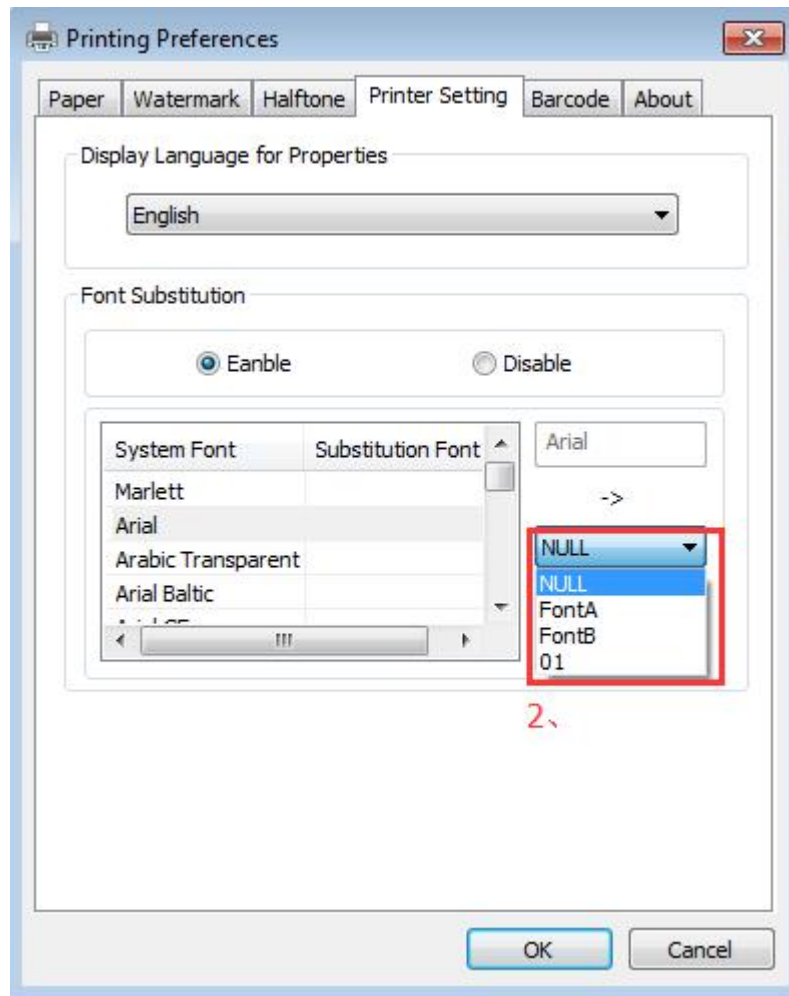 Printing Preferences
Paper Watermark Halftone Printer Setting Barcode About
Display Language for Properties
English
Font Substitution
Eanble Disable
System Font Substitution Font
Arial
Marlett
->
Arial
Arabic Transparent
NULL
Arial Baltic
NULL
FontA
FontB
01
2、
OK Cancel